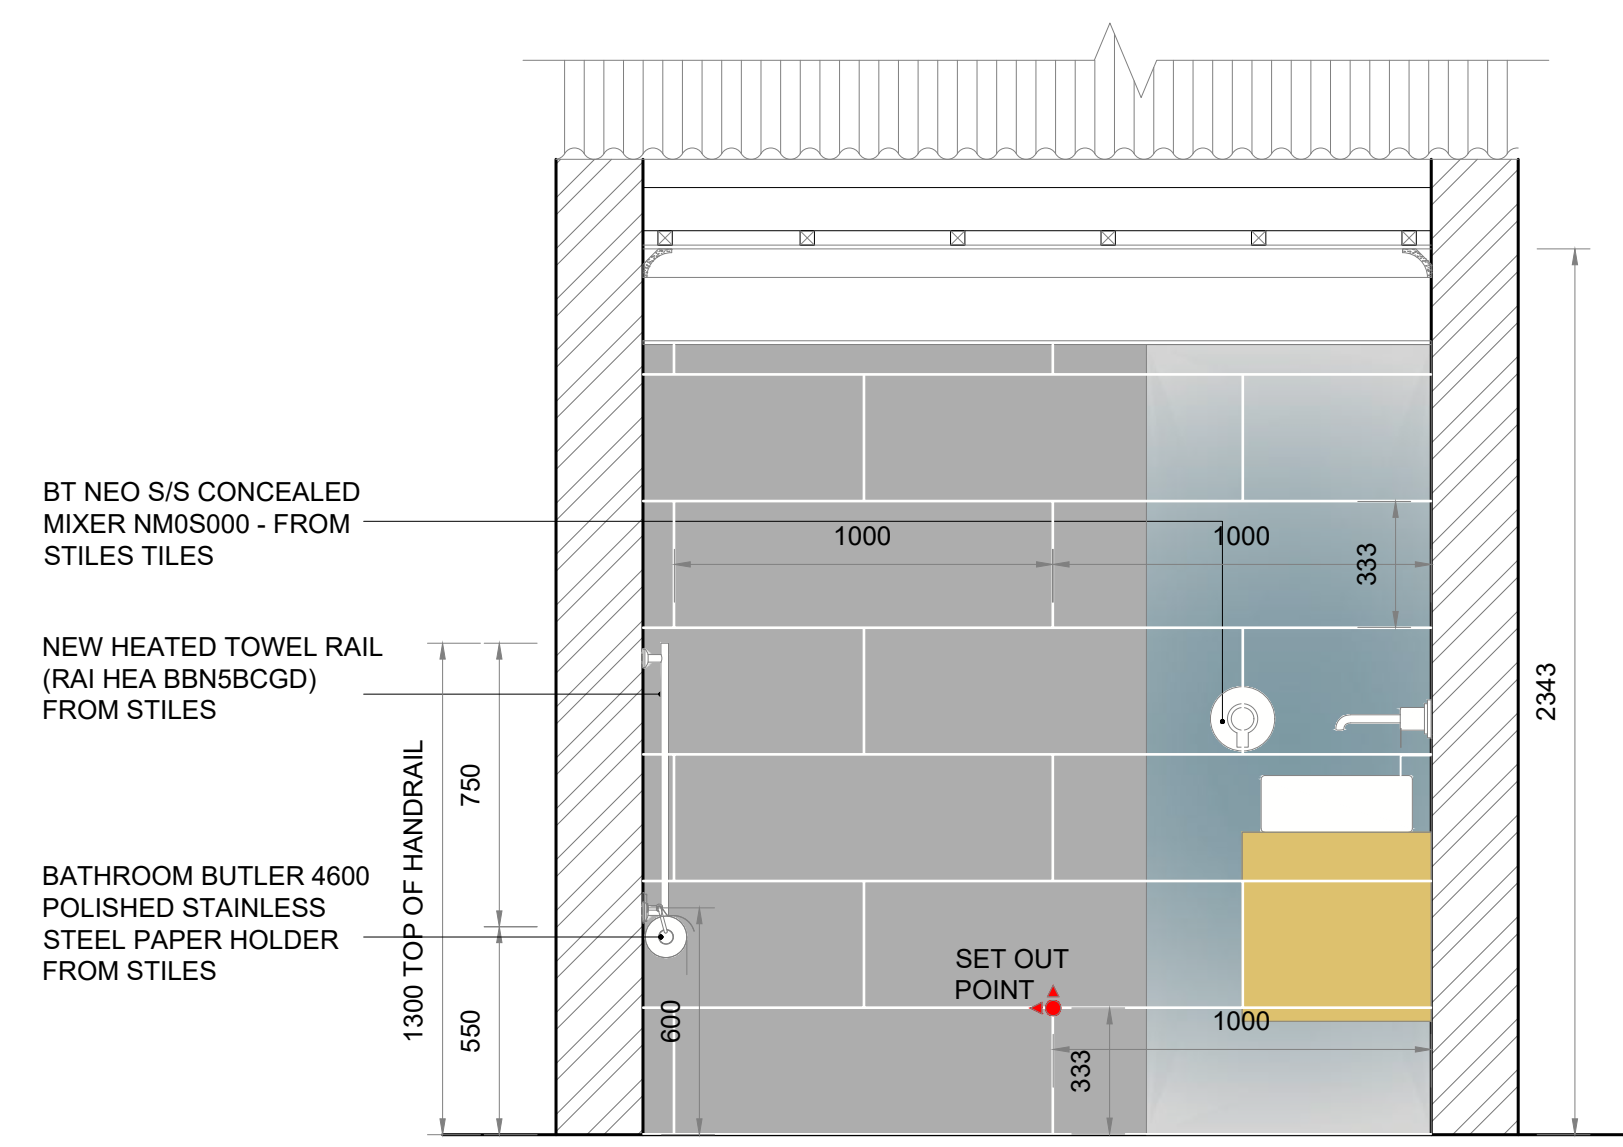 BT NEO S/S CONCEALED
MIXER NM0S000 - FROM
STILES TILES
NEW HEATED TOWEL RAIL
(RAI HEA BBN5BCGD)
FROM STILES
BATHROOM BUTLER 4600
POLISHED STAINLESS
STEEL PAPER HOLDER
FROM STILES
1300 TOP OF HANDRAIL
750
550
600
1000
1000
333
SET OUT
POINT
1000
333
2343